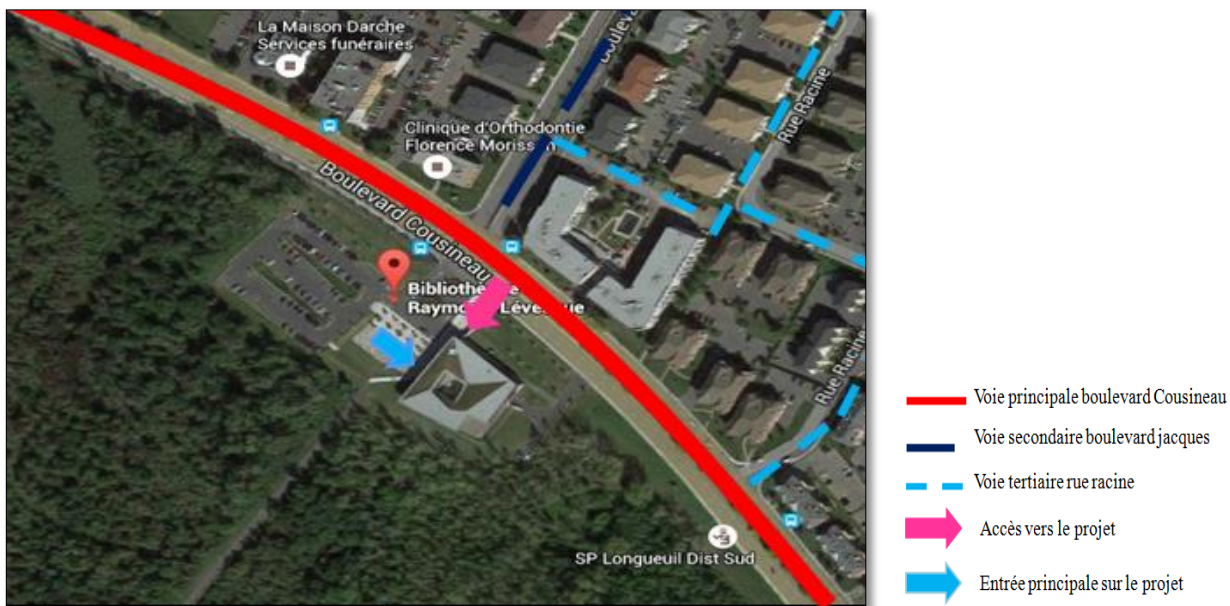 La Maison Darche
Services funéraires
Clinique d'Orthodontie
Florence
Boulevard Cousineau
Rue Racine
Raymond
Rue Racine
SP Longueuil Dist Sud
Voie principale boulevard Cousineau
Voie secondaire boulevard jacques
Voie tertiaire rue racine
Accès vers le projet
Entrée principale sur le projet